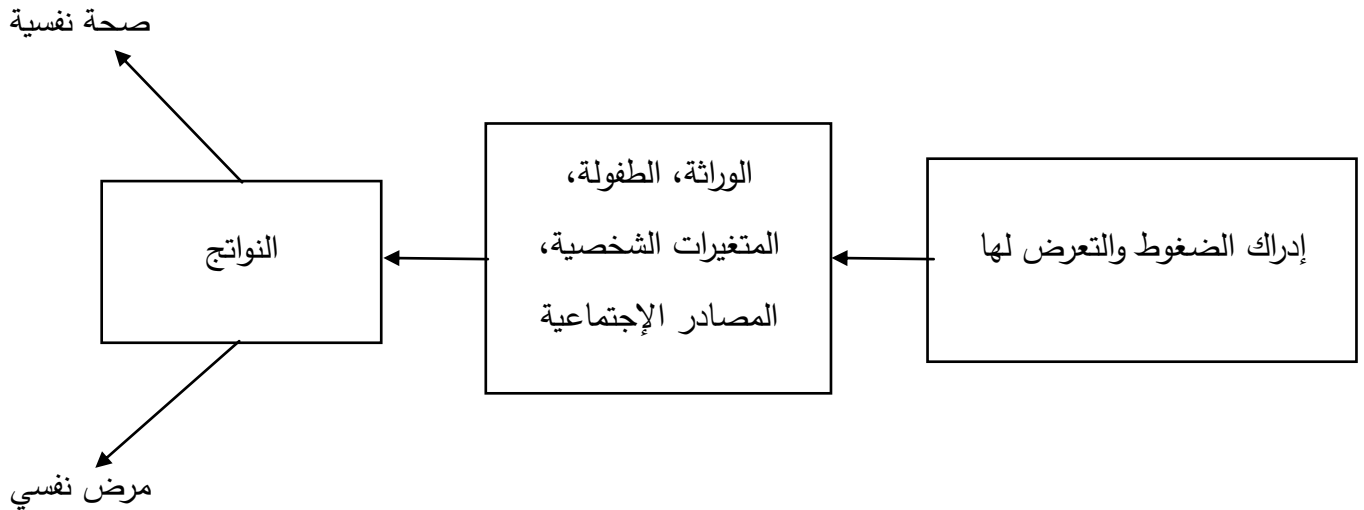 صحة نفسية
الوراثة، الطفولة،
المتغيرات الشخصية،
المصادر الإجتماعية
إدراك الضغوط والتعرض لها
النواتج
مرض نفسي